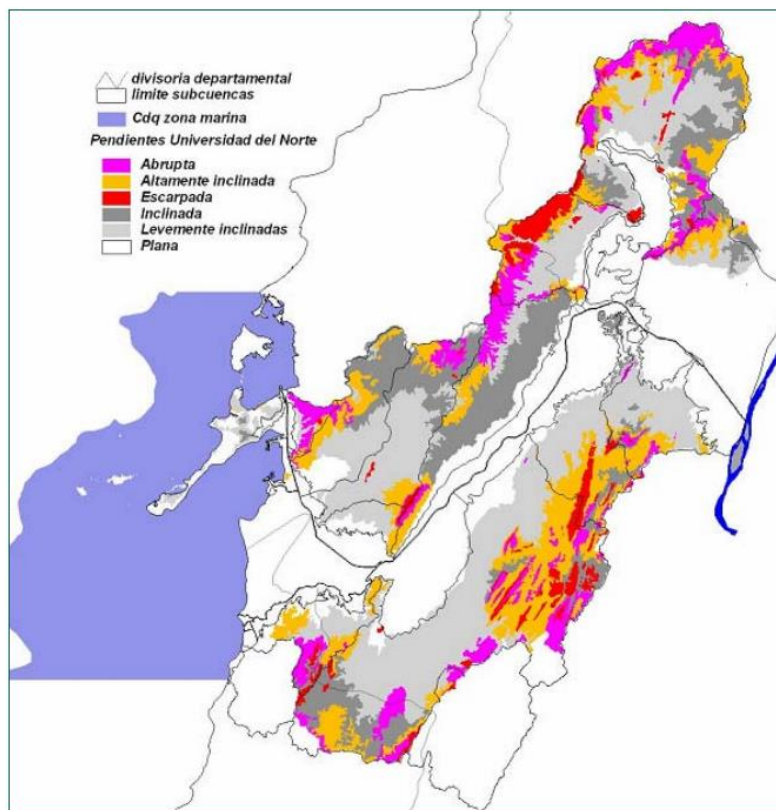 divisoria departamental
limite subcuencas
Cdq zona marina
Pendientes Universidad del Norte
Abrupta
Altamente inclinada
Escarpada
Inclinada
Levemente inclinadas
Plana